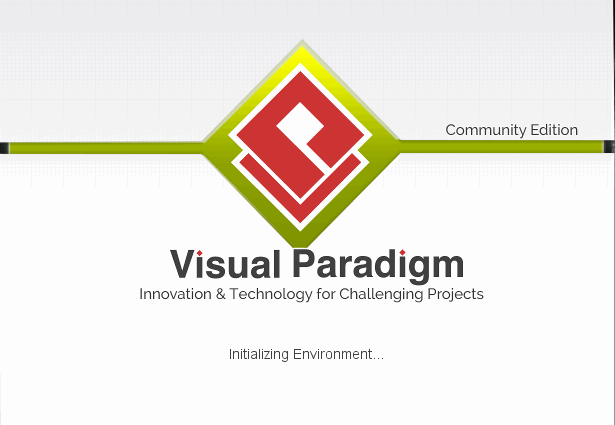 Community Edition
Visual Paradigm
Innovation & Technology for Challenging Projects
Initializing Environment...